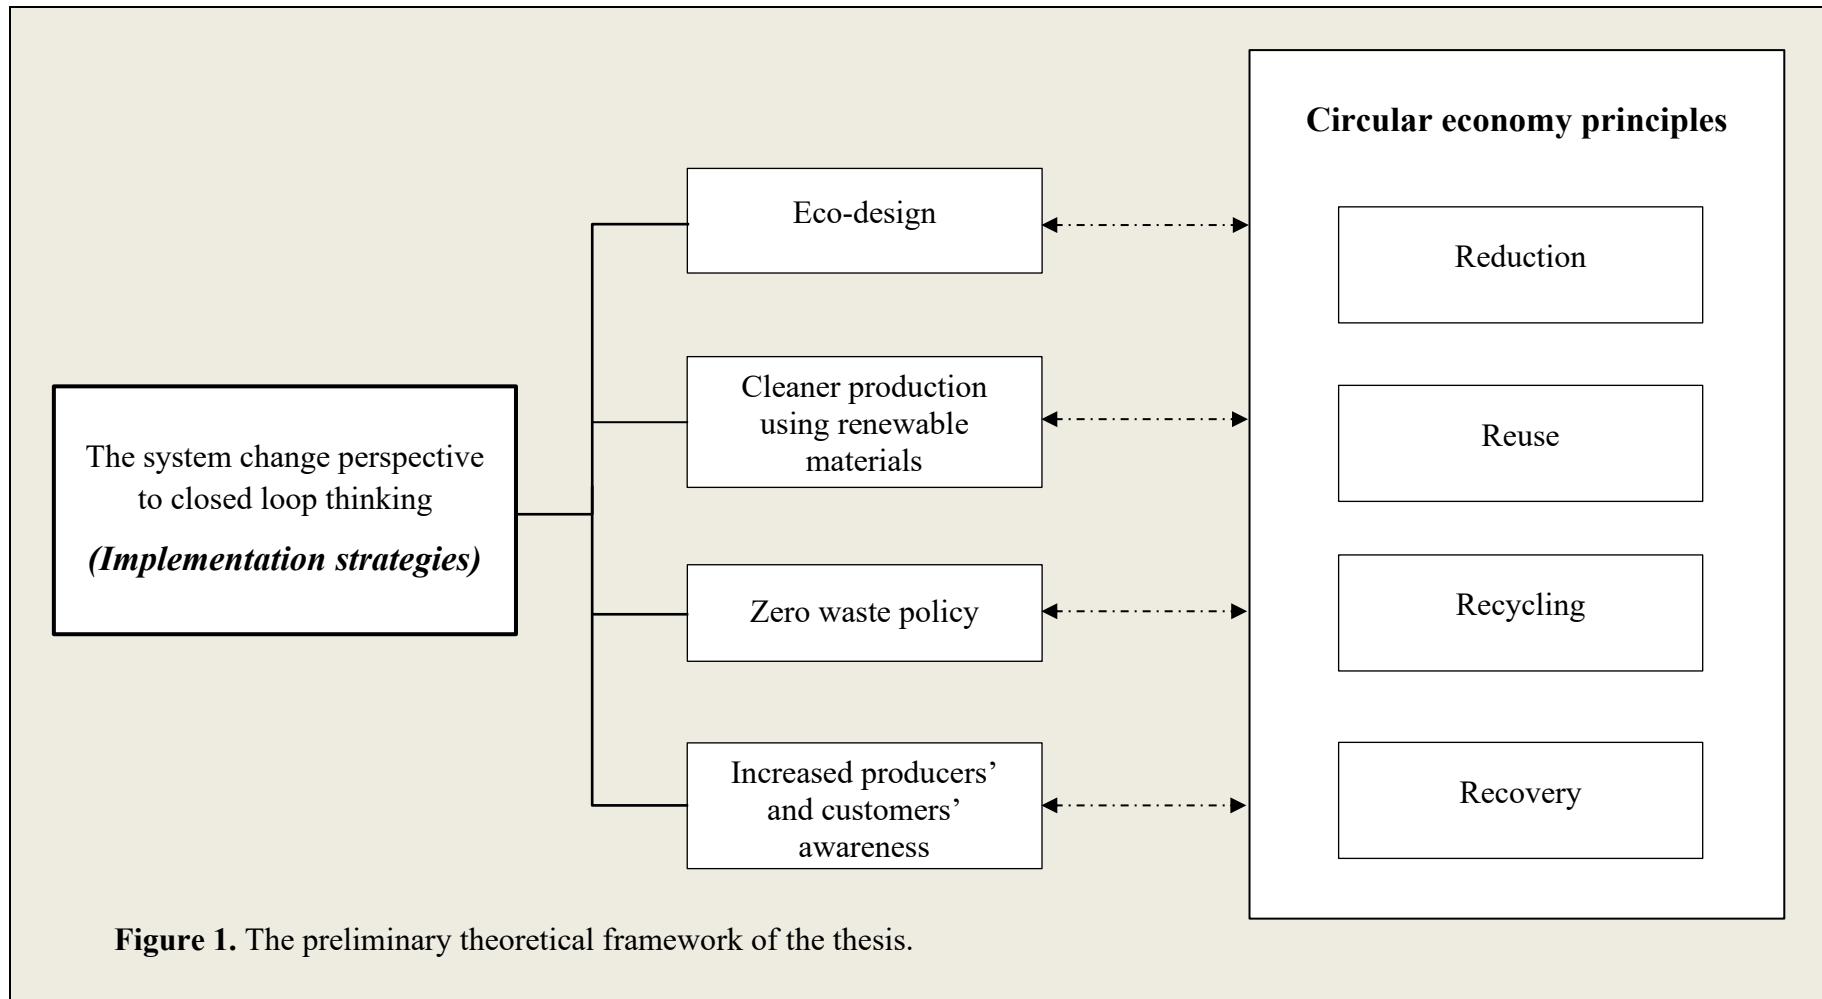 The system change perspective
to closed loop thinking
(Implementation strategies)
Eco-design
Cleaner production
using renewable
materials
Zero waste policy
Increased producers’
and customers’
awareness
Circular economy principles
Reduction
Reuse
Recycling
Recovery
Figure 1. The preliminary theoretical framework of the thesis.